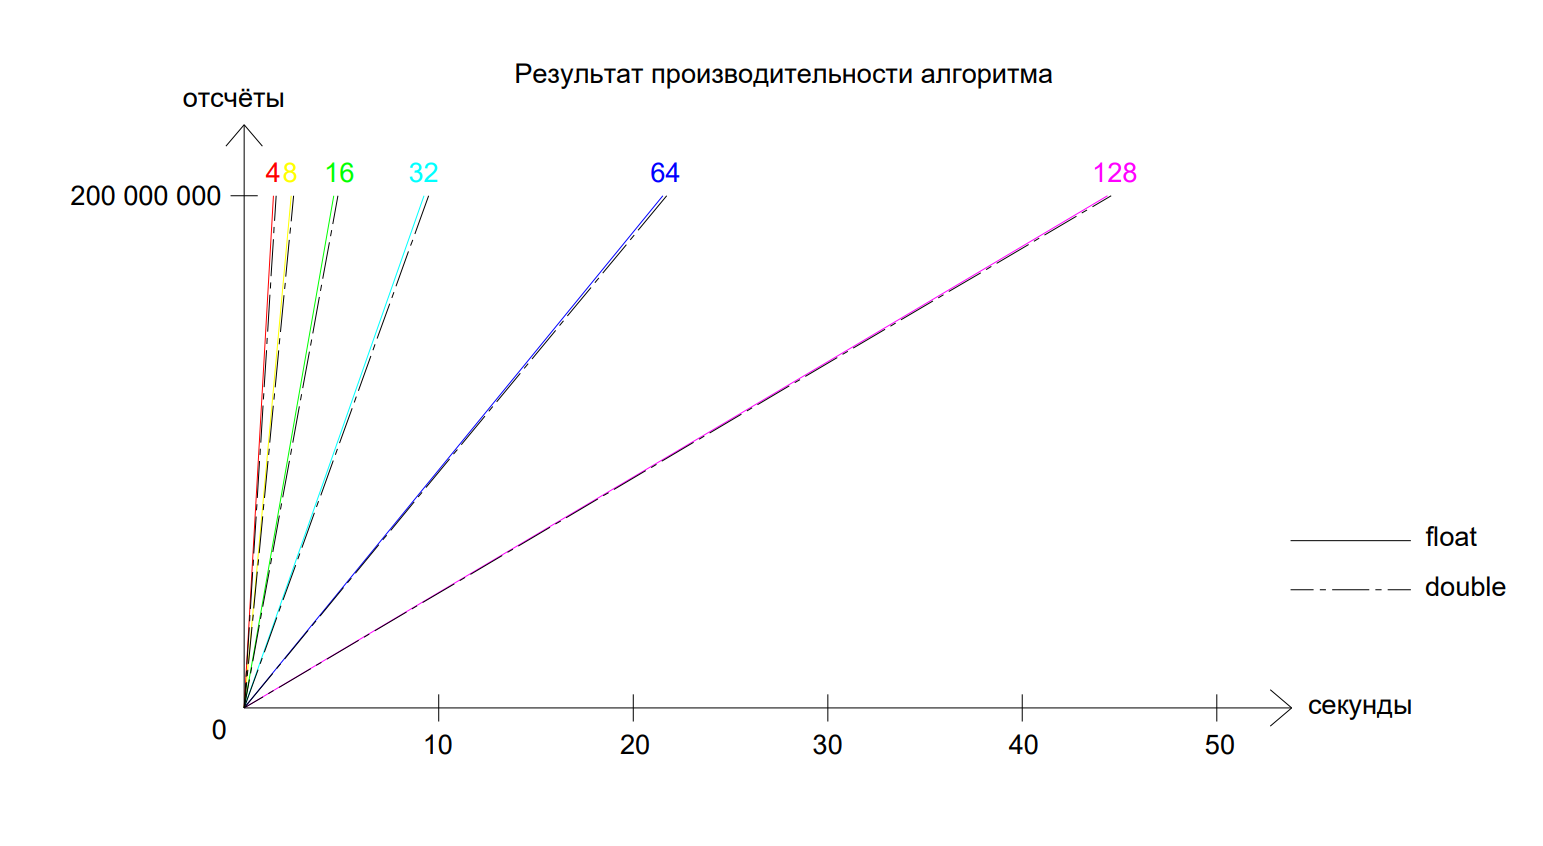 Результат производительности алгоритма
отсчёты
4 8 16 32 64 128
200 000 000
float
double
секунды
0
10 20 30 40 50